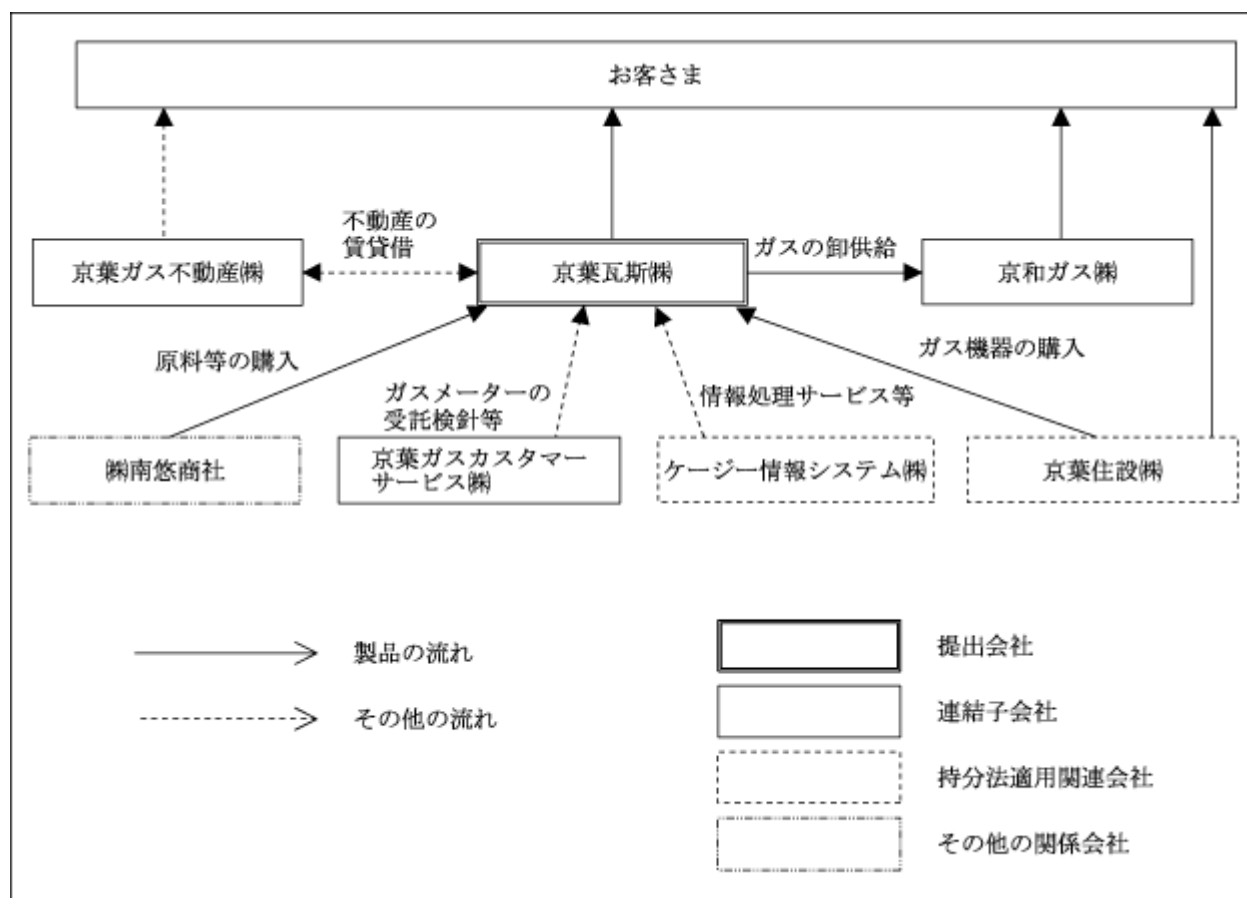 お客さま
不動産の
賃貸借
ガスの卸供給
京葉ガス不動産㈱
京葉瓦斯㈱
京和ガス㈱
原料等の購入
ガスメーターの
受託検針等
情報処理サービス等
ガス機器の購入
㈱南悠商社
京葉ガスカスタマー
サービス㈱
ケージー情報システム㈱
京葉住設㈱
製品の流れ
その他の流れ
提出会社
連結子会社
持分法適用関連会社
その他の関係会社